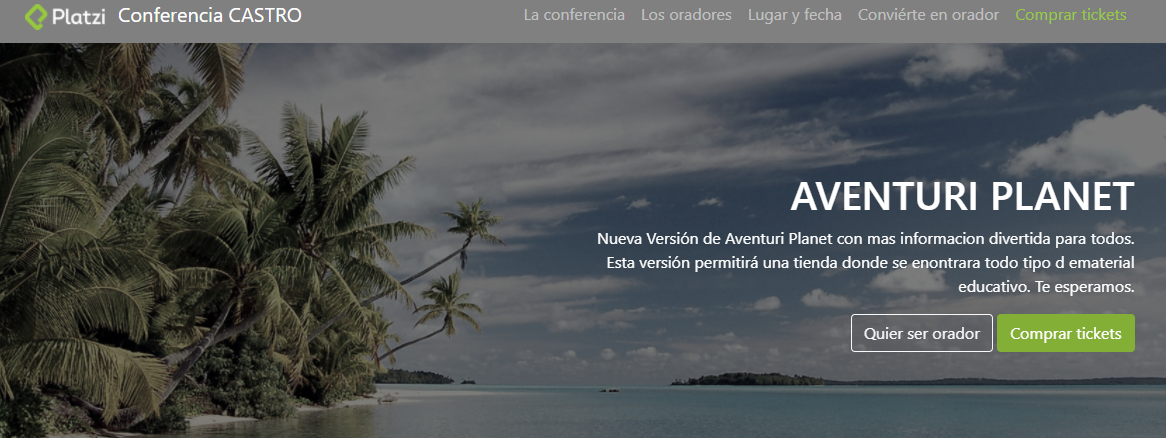 Platzi Conferencia CASTRO La conferencia Los oradores Lugar y fecha Conviérte en orador Comprar tickets
AVENTURI PLANET
Nueva Versión de Aventuri Planet con mas informacion divertida para todos.
Esta versión permitirá una tienda donde se enontrara todo tipo d ematerial
educativo. Te esperamos.
Quier ser orador Comprar tickets